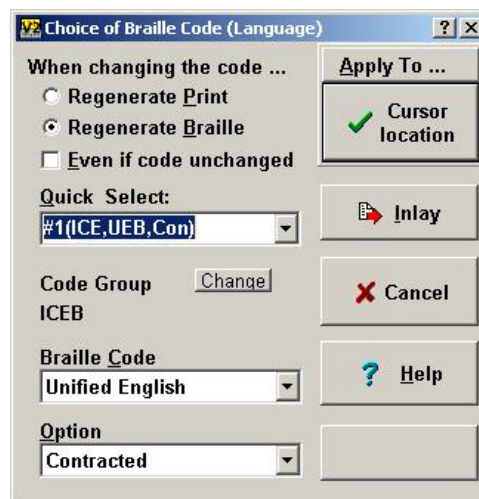 Choice of Braille Code (Language)
When changing the code ...
Regenerate Print
Regenerate Braille
Even if code unchanged
Quick Select:
#1(ICE,UEB,Con)
Code Group
Change
ICEB
Braille Code
Unified English
Option
Contracted
Apply To ...
Cursor
location
Inlay
Cancel
Help